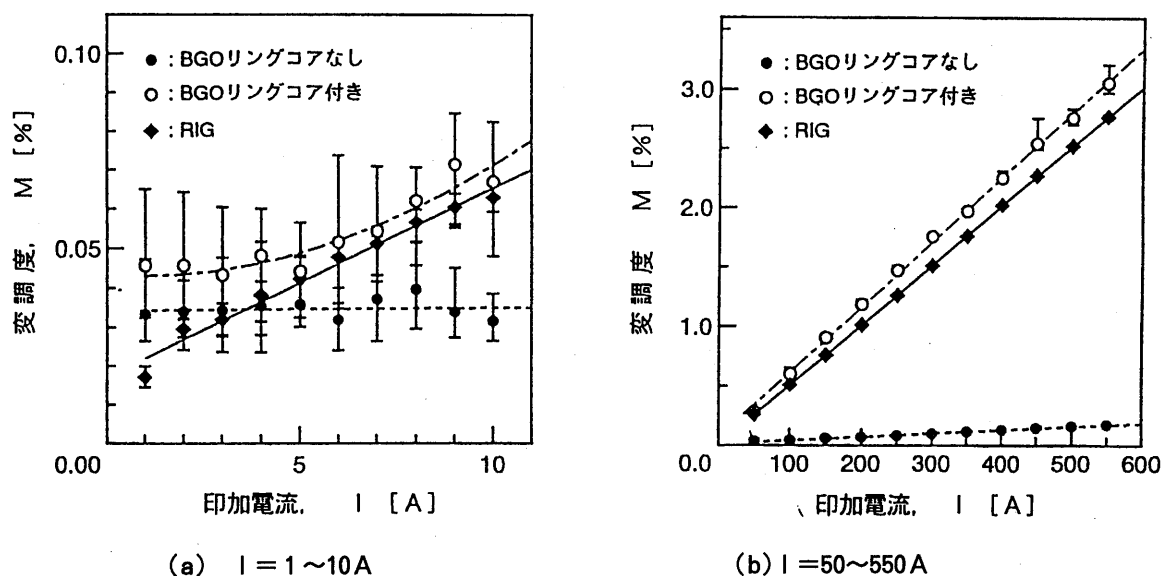 0.10
● : BGOリングコアなし
○ : BGOリングコア付き
◆ : RIG
変調度, M [%]
0.05
0.00
5
10
印加電流, I [A]
(a) I = 1~10A
● : BGOリングコアなし
○ : BGOリングコア付き
◆ : RIG
3.0
変調度 M [%]
2.0
1.0
0.0
100 200 300 400 500 600
印加電流, I [A]
(b) I =50~550A